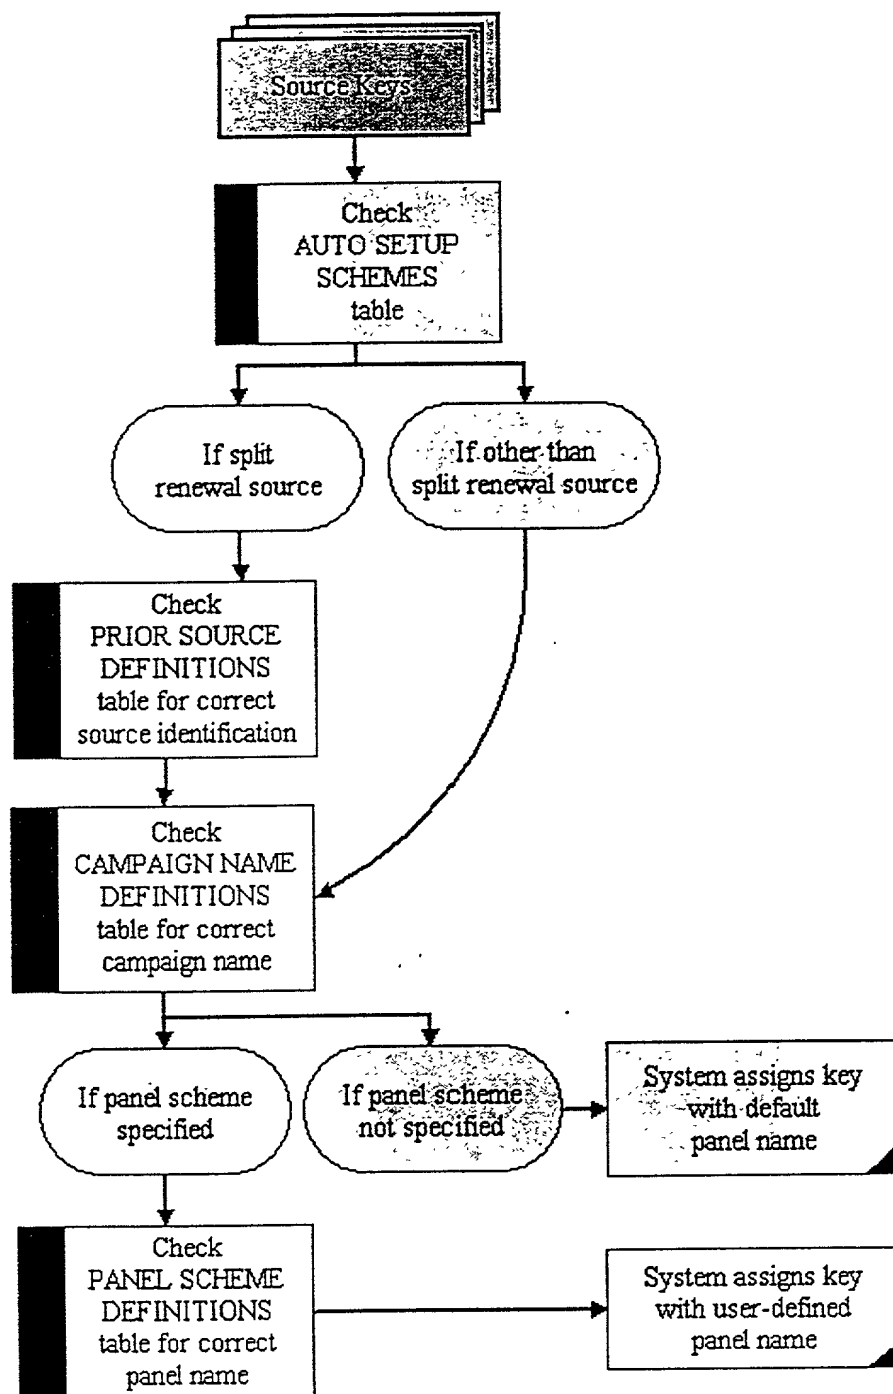 Source Keys
Check
AUTO SETUP
SCHEMES
table
If split
renewal source
If other than
split renewal source
Check
PRIOR SOURCE
DEFINITIONS
table for correct
source identification
Check
CAMPAIGN NAME
DEFINITIONS
table for correct
campaign name
If panel scheme
specified
If panel scheme
not specified
System assigns key
with default
panel name
Check
PANEL SCHEME
DEFINITIONS
table for correct
panel name
System assigns key
with user-defined
panel name